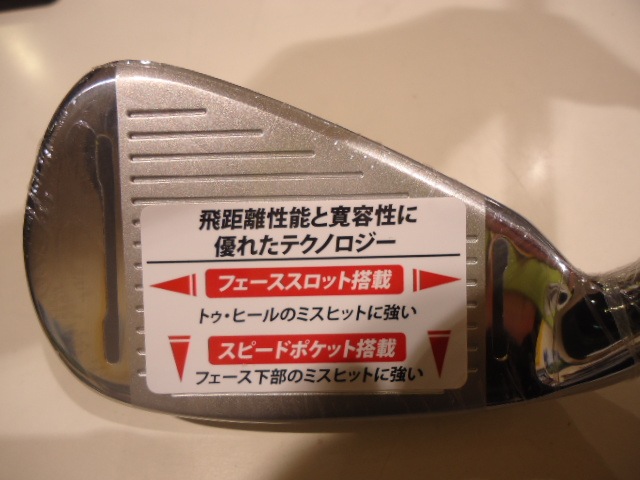 飛距離性能と寛容性に
優れたテクノロジー
フェーススロット搭載
トゥ・ヒールのミスヒットに強い
スピードポケット搭載
フェース下部のミスヒットに強い